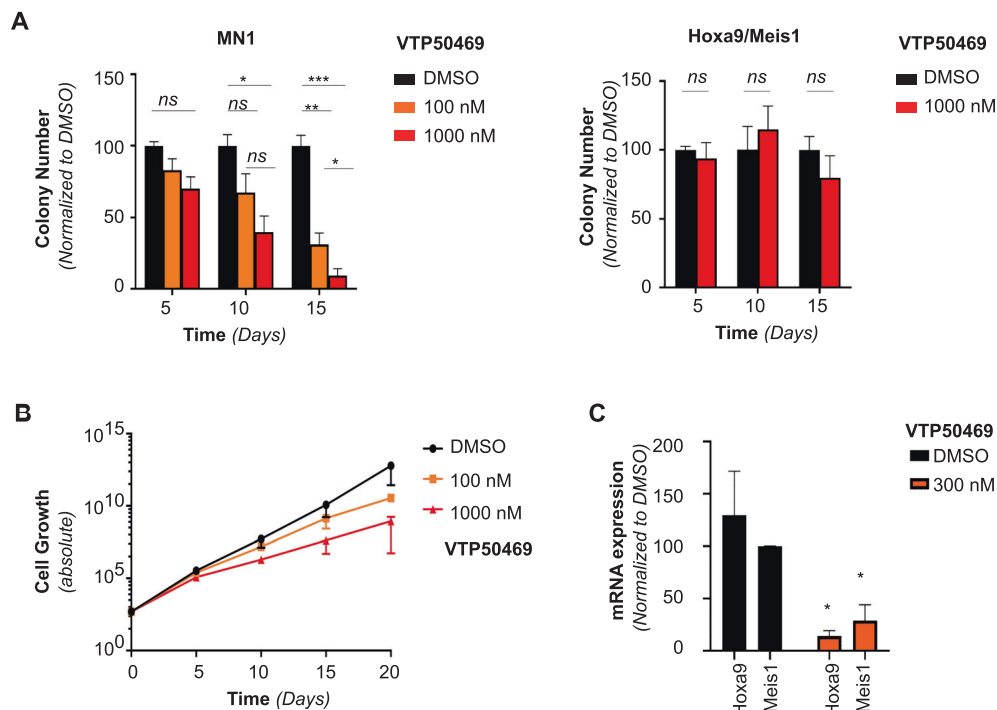 A
MN1
VTP50469
DMSO
100 nM
1000 nM
Colony Number
(Normalized to DMSO)
150
100
50
0
ns
*
ns
ns
***
**
*
5
10
15
Time (Days)
Hoxa9/Meis1
VTP50469
DMSO
1000 nM
Colony Number
(Normalized to DMSO)
150
100
50
0
ns
ns
ns
5
10
15
Time (Days)
B
Cell Growth
(absolute)
10^15
10^10
10^5
10^0
0
5
10
15
20
Time (Days)
DMSO
100 nM
1000 nM
VTP50469
C
mRNA expression
(Normalized to DMSO)
200
150
100
50
0
*
*
Hoxa9
Meis1
Hoxa9
Meis1
VTP50469
DMSO
300 nM